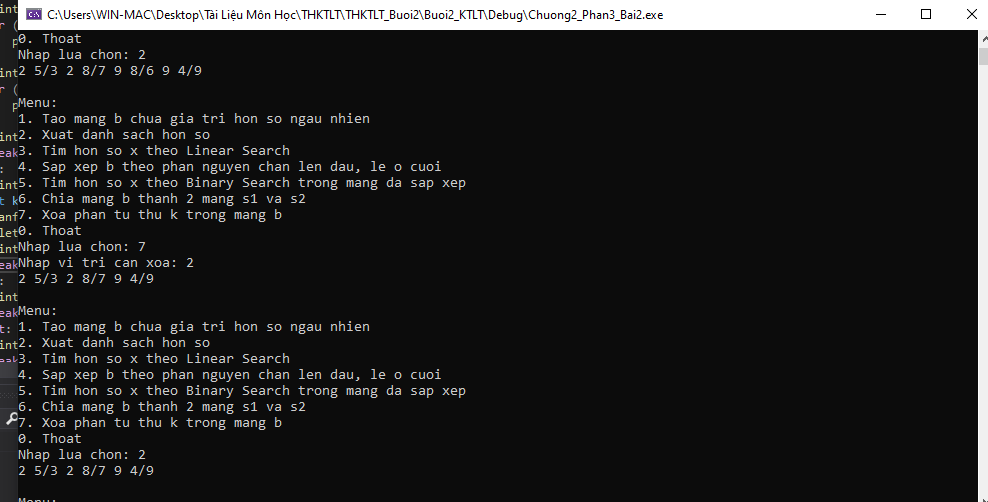 C:\Users\WIN-MAC\Desktop\Tài Liệu Môn Học\THKTLT\THKTLT_Buoi2\Buoi2_KTLT\Debug\Chuong2_Phan3_Bai2.exe
0. Thoat
Nhap lua chon: 2
2 5/3 2 8/7 9 8/6 9 4/9
Menu:
1. Tao mang b chua gia tri hon so ngau nhien
2. Xuat danh sach hon so
3. Tim hon so x theo Linear Search
4. Sap xep b theo phan nguyen chan len dau, le o cuoi
5. Tim hon so x theo Binary Search trong mang da sap xep
6. Chia mang b thanh 2 mang s1 va s2
7. Xoa phan tu thu k trong mang b
0. Thoat
Nhap lua chon: 7
Nhap vi tri can xoa: 2
2 5/3 2 8/7 9 4/9
Menu:
1. Tao mang b chua gia tri hon so ngau nhien
2. Xuat danh sach hon so
3. Tim hon so x theo Linear Search
4. Sap xep b theo phan nguyen chan len dau, le o cuoi
5. Tim hon so x theo Binary Search trong mang da sap xep
6. Chia mang b thanh 2 mang s1 va s2
7. Xoa phan tu thu k trong mang b
0. Thoat
Nhap lua chon: 2
2 5/3 2 8/7 9 4/9
Menu: